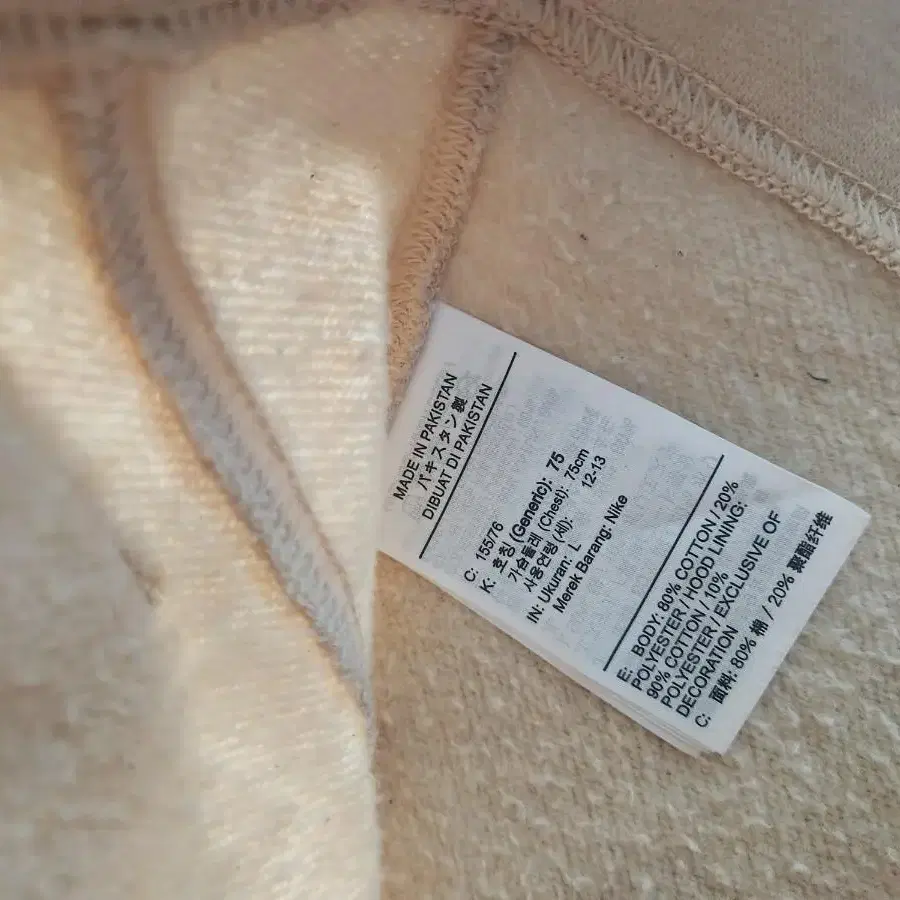 MADE IN PAKISTAN
パキスタン製
DIBUAT DI PAKISTAN
C: 155/76
K: 호칭 (Generic): 75
가슴둘레 (Chest): 75cm
사용연령 (세): 12-13
IN: Ukuran: L
Merek Barang: Nike
E: BODY: 80% COTTON / 20%
POLYESTER / HOOD LINING:
90% COTTON / 10%
POLYESTER / EXCLUSIVE OF
DECORATION
C: 面料: 80% 棉 / 20% 聚酯纤维